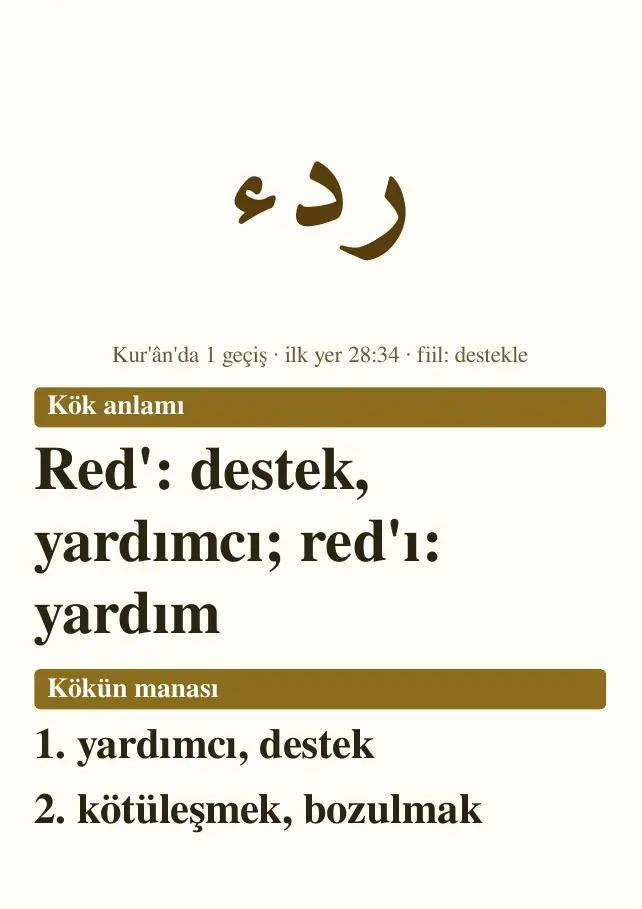 ردء
Kur'ân'da 1 geçiş · ilk yer 28:34 · fiil: destekle
Kök anlamı
Red': destek,
yardımcı; red'ı:
yardım
Kökün manası
1. yardımcı, destek
2. kötüleşmek, bozulmak